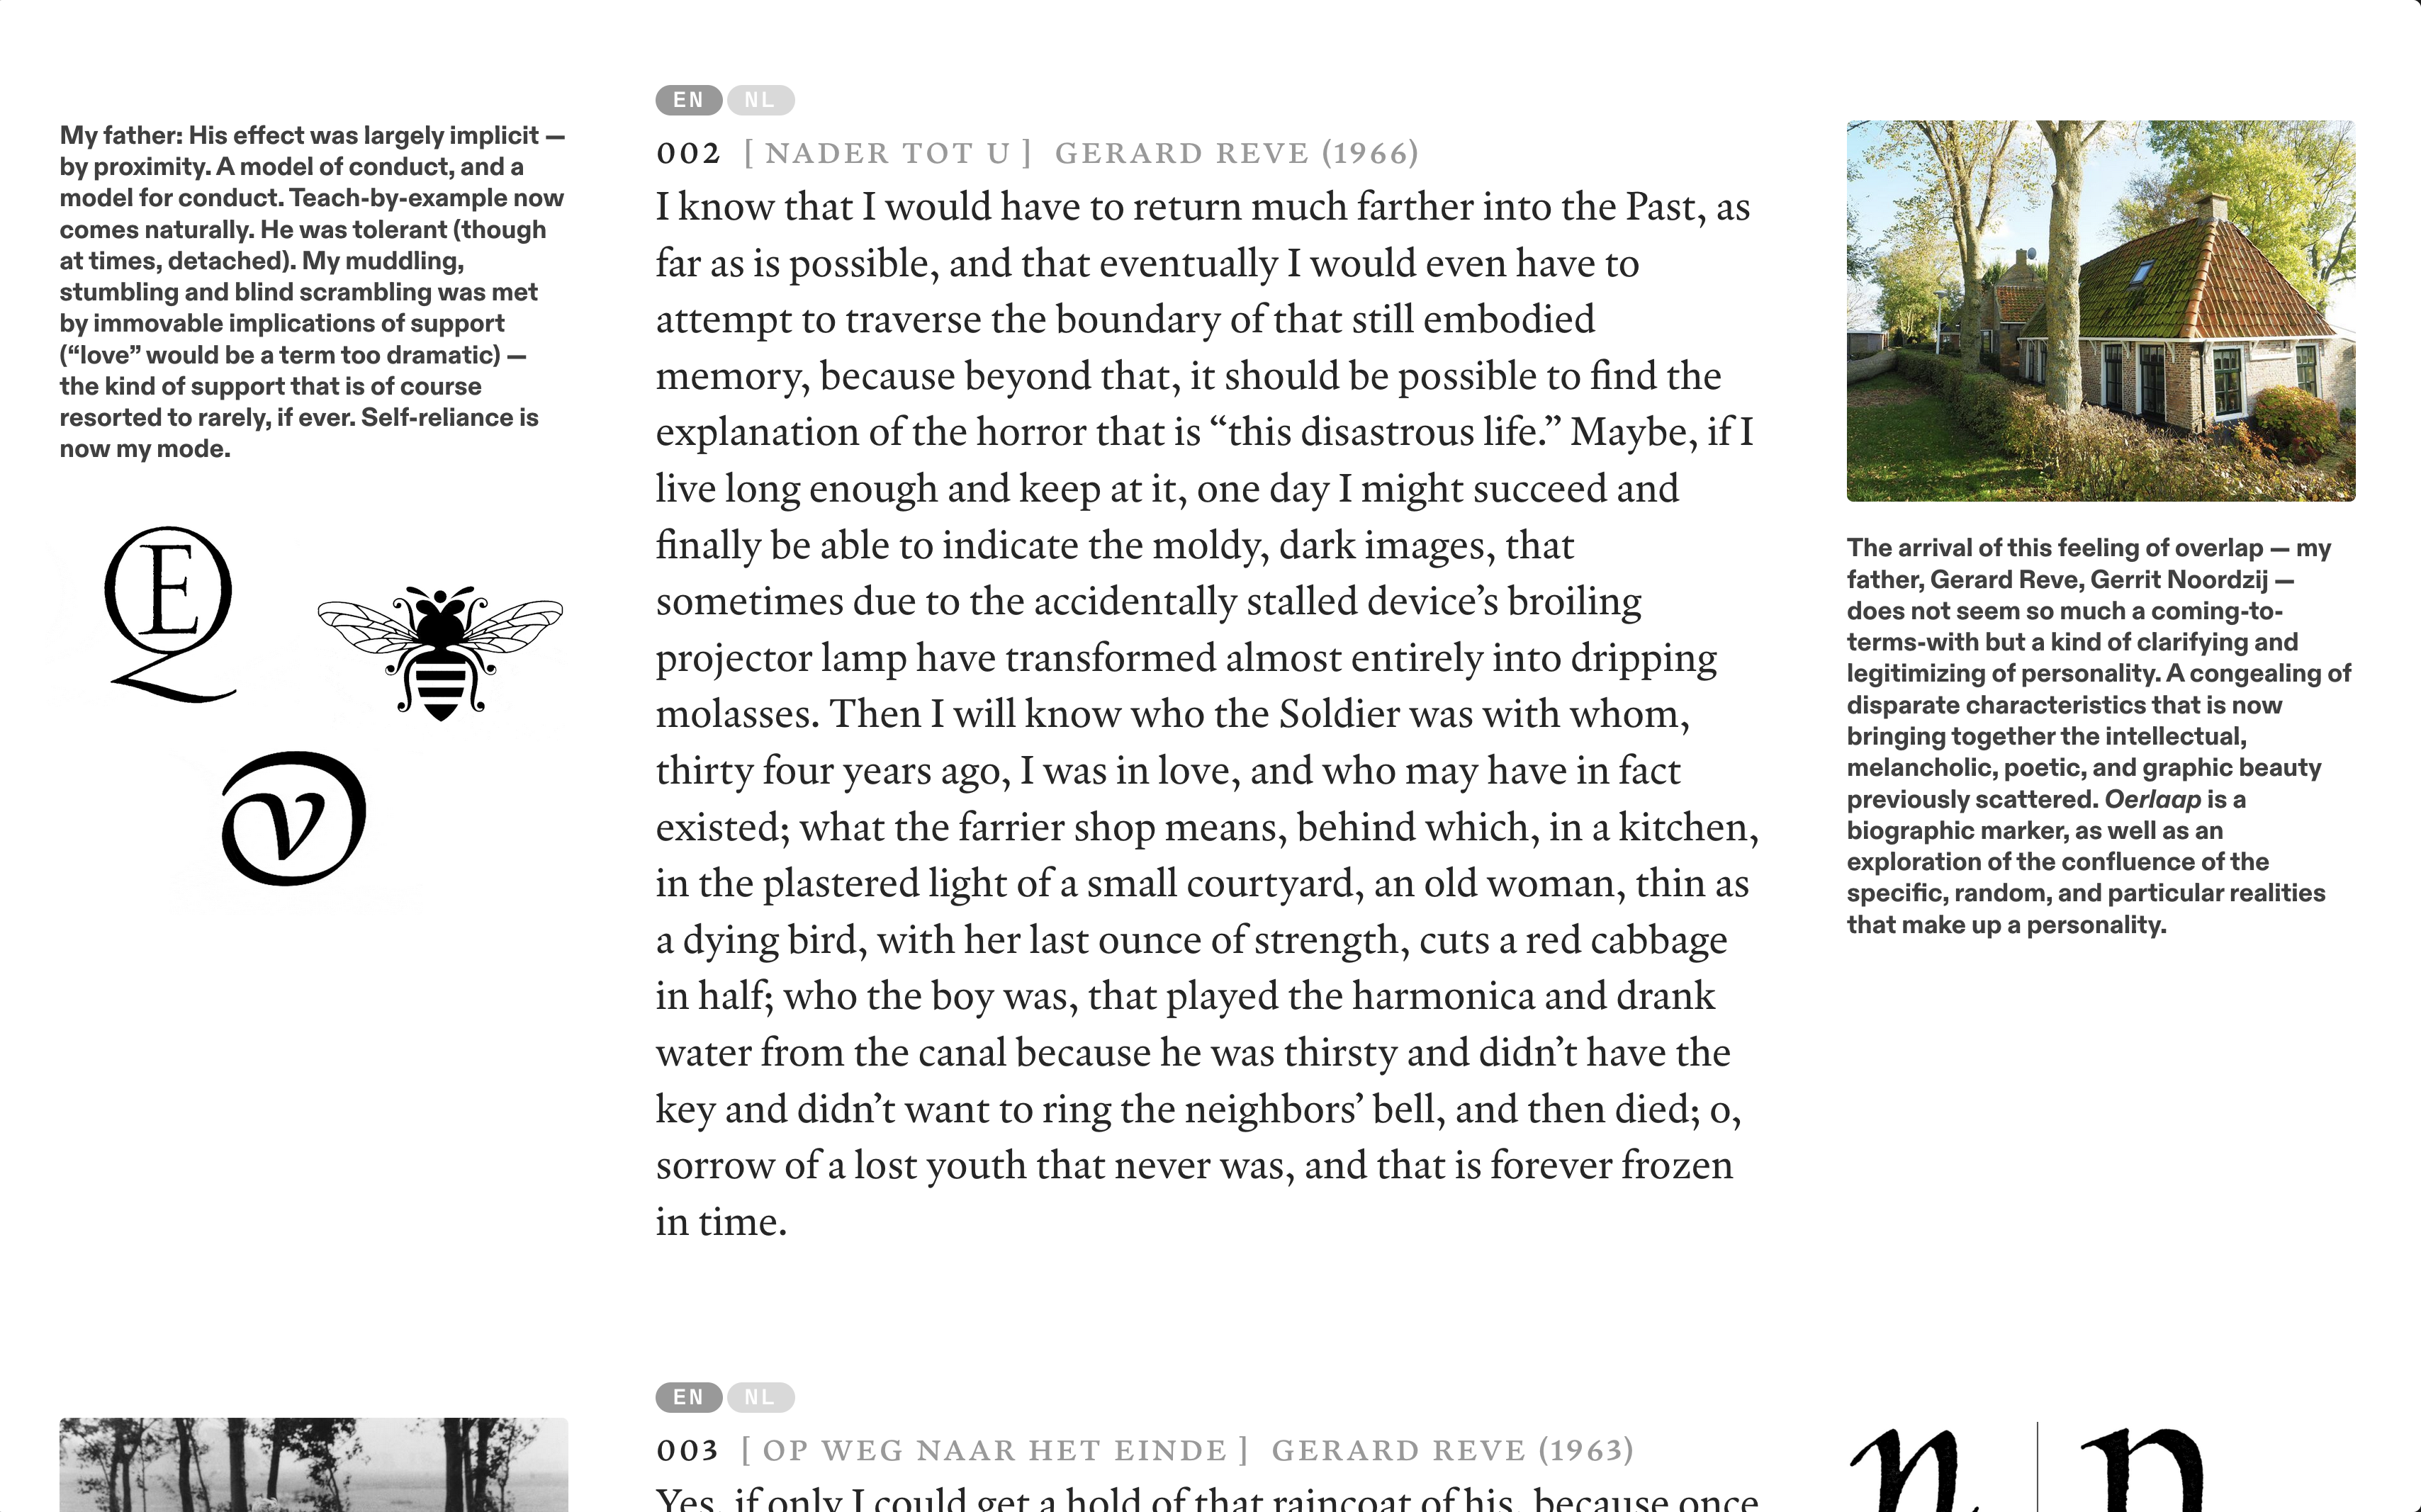 My father: His effect was largely implicit —
by proximity. A model of conduct, and a
model for conduct. Teach-by-example now
comes naturally. He was tolerant (though
at times, detached). My muddling,
stumbling and blind scrambling was met
by immovable implications of support
(“love” would be a term too dramatic) —
the kind of support that is of course
resorted to rarely, if ever. Self-reliance is
now my mode.
QE
v
EN NL
002 [ NADER TOT U ] GERARD REVE (1966)
I know that I would have to return much farther into the Past, as
far as is possible, and that eventually I would even have to
attempt to traverse the boundary of that still embodied
memory, because beyond that, it should be possible to find the
explanation of the horror that is “this disastrous life.” Maybe, if I
live long enough and keep at it, one day I might succeed and
finally be able to indicate the moldy, dark images, that
sometimes due to the accidentally stalled device’s broiling
projector lamp have transformed almost entirely into dripping
molasses. Then I will know who the Soldier was with whom,
thirty four years ago, I was in love, and who may have in fact
existed; what the farrier shop means, behind which, in a kitchen,
in the plastered light of a small courtyard, an old woman, thin as
a dying bird, with her last ounce of strength, cuts a red cabbage
in half; who the boy was, that played the harmonica and drank
water from the canal because he was thirsty and didn’t have the
key and didn’t want to ring the neighbors’ bell, and then died; o,
sorrow of a lost youth that never was, and that is forever frozen
in time.
The arrival of this feeling of overlap — my
father, Gerard Reve, Gerrit Noordzij —
does not seem so much a coming-to-
terms-with but a kind of clarifying and
legitimizing of personality. A congealing of
disparate characteristics that is now
bringing together the intellectual,
melancholic, poetic, and graphic beauty
previously scattered. Oerlaap is a
biographic marker, as well as an
exploration of the confluence of the
specific, random, and particular realities
that make up a personality.
EN NL
003 [ OP WEG NAAR HET EINDE ] GERARD REVE (1963)
Yes, if only I could get a hold of that raincoat of his, because once
n n